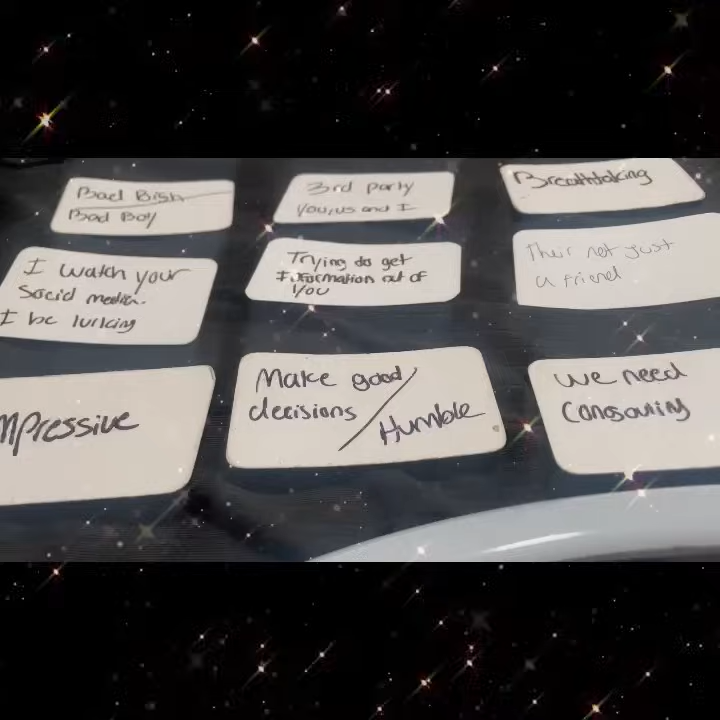 Bad Bish
Bad Boy
3rd party
You, us and I
Breathtaking
I watch your
Social media.
I be lurking
Trying to get
Information out of
You
Their not just
a friend
mpressive
Make good
decisions / Humble
We need